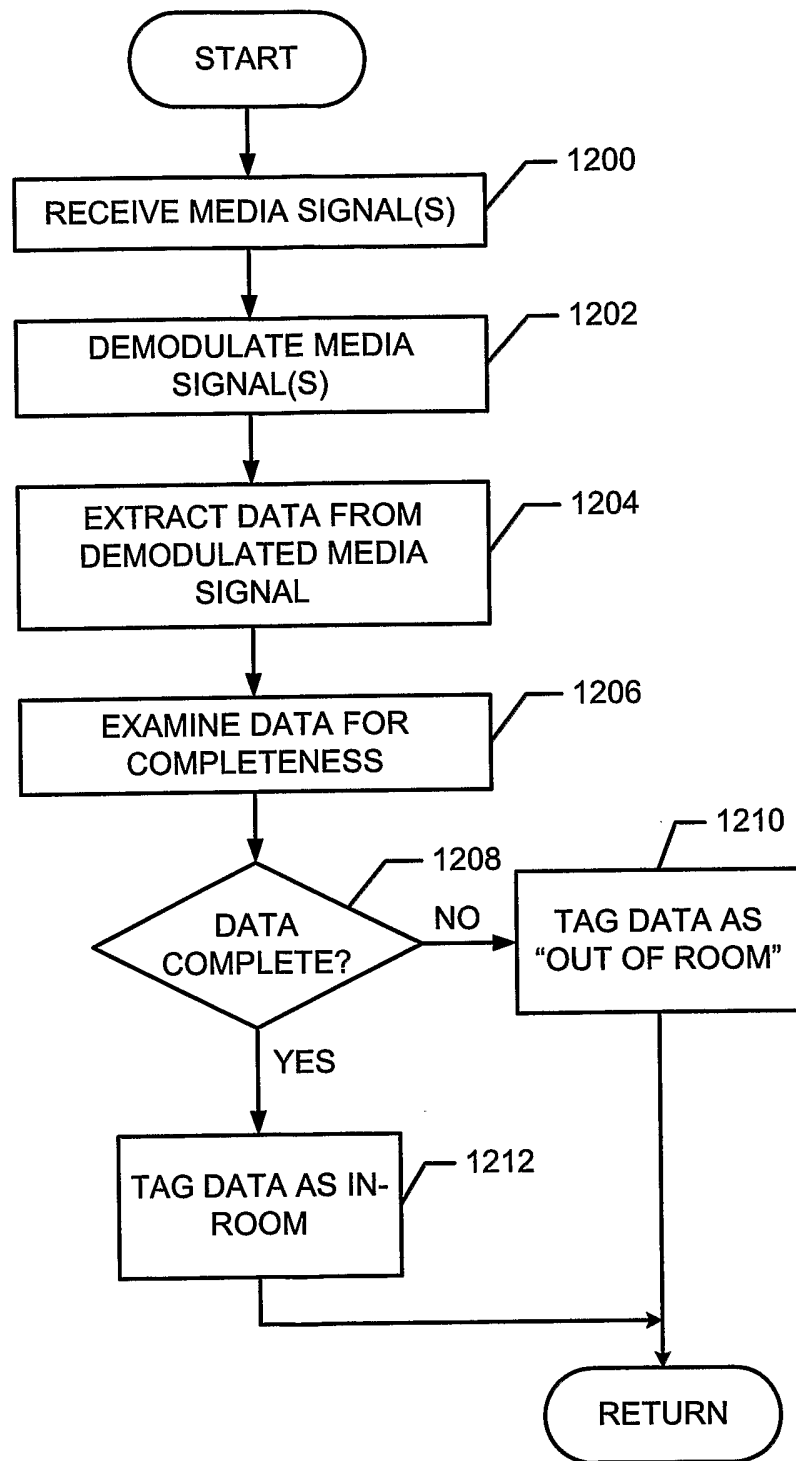 START
1200
RECEIVE MEDIA SIGNAL(S)
1202
DEMODULATE MEDIA
SIGNAL(S)
1204
EXTRACT DATA FROM
DEMODULATED MEDIA
SIGNAL
1206
EXAMINE DATA FOR
COMPLETENESS
1208
DATA
COMPLETE?
NO
1210
TAG DATA AS
“OUT OF ROOM”
YES
1212
TAG DATA AS IN-
ROOM
RETURN